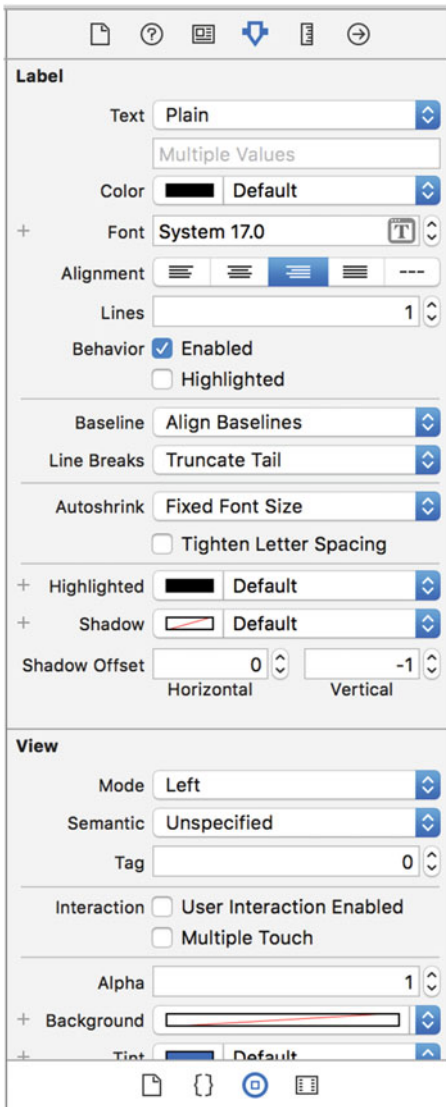 Label
Text Plain
Multiple Values
Color Default
+ Font System 17.0 T
Alignment ---
Lines 1
Behavior Enabled
Highlighted
Baseline Align Baselines
Line Breaks Truncate Tail
Autoshrink Fixed Font Size
Tighten Letter Spacing
+ Highlighted Default
+ Shadow Default
Shadow Offset 0 -1
Horizontal Vertical
View
Mode Left
Semantic Unspecified
Tag 0
Interaction User Interaction Enabled
Multiple Touch
Alpha 1
+ Background
+ Tint Default
{}